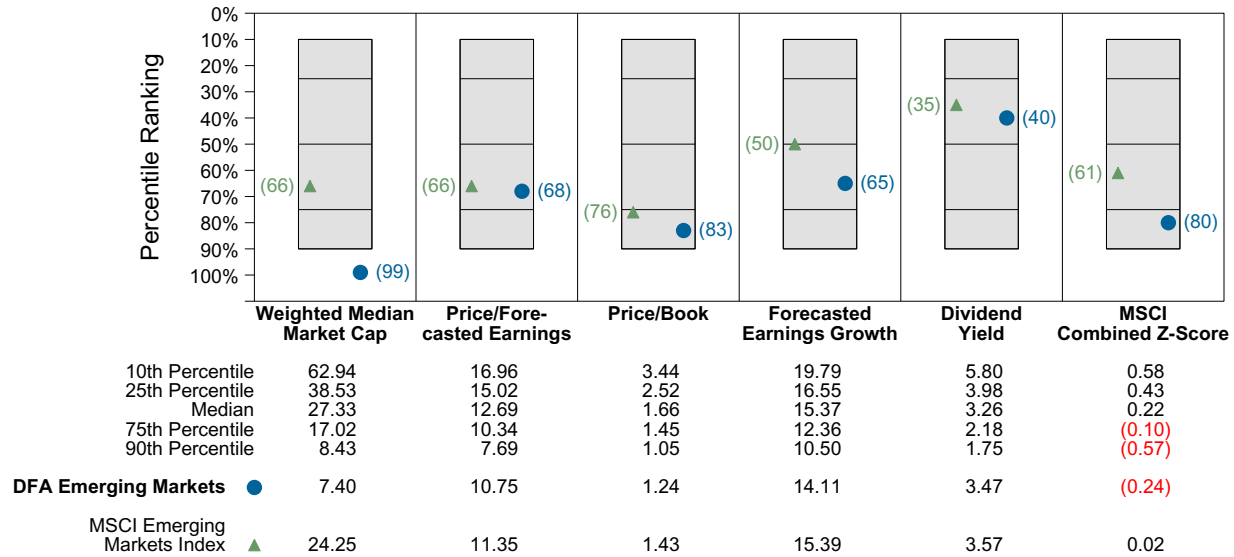 Percentile Ranking
0%
10%
20%
30%
40%
50%
60%
70%
80%
90%
100%
(66)
(99)
(66)
(68)
(76)
(83)
(50)
(65)
(35)
(40)
(61)
(80)
Weighted Median
Market Cap
Price/Fore-
casted Earnings
Price/Book
Forecasted
Earnings Growth
Dividend
Yield
MSCI
Combined Z-Score
10th Percentile 62.94 16.96 3.44 19.79 5.80 0.58
25th Percentile 38.53 15.02 2.52 16.55 3.98 0.43
Median 27.33 12.69 1.66 15.37 3.26 0.22
75th Percentile 17.02 10.34 1.45 12.36 2.18 (0.10)
90th Percentile 8.43 7.69 1.05 10.50 1.75 (0.57)
DFA Emerging Markets 7.40 10.75 1.24 14.11 3.47 (0.24)
MSCI Emerging
Markets Index 24.25 11.35 1.43 15.39 3.57 0.02